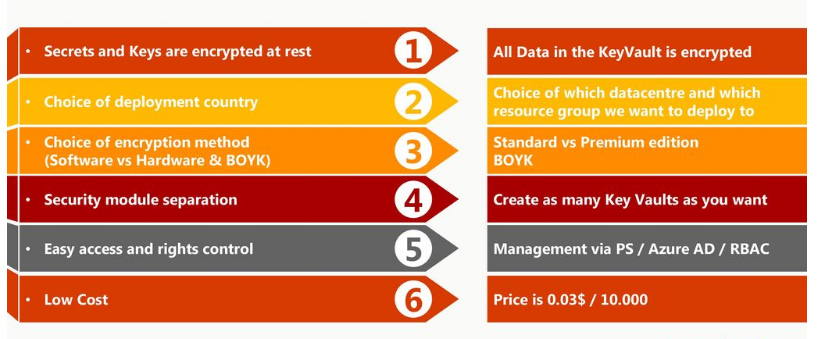 • Secrets and Keys are encrypted at rest
1
All Data in the KeyVault is encrypted
• Choice of deployment country
2
Choice of which datacentre and which
resource group we want to deploy to
• Choice of encryption method
(Software vs Hardware & BOYK)
3
Standard vs Premium edition
BOYK
• Security module separation
4
Create as many Key Vaults as you want
• Easy access and rights control
5
Management via PS / Azure AD / RBAC
• Low Cost
6
Price is 0.03$ / 10.000